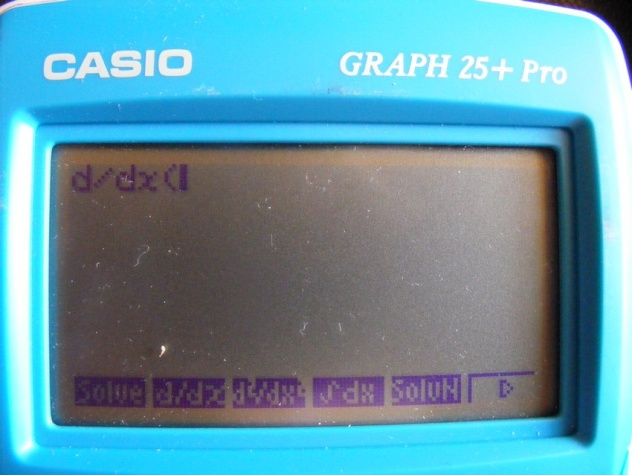 CASIO GRAPH 25+ Pro
d/dx(
Solve d/dx d²/dx² ∫dx SolvN ▷